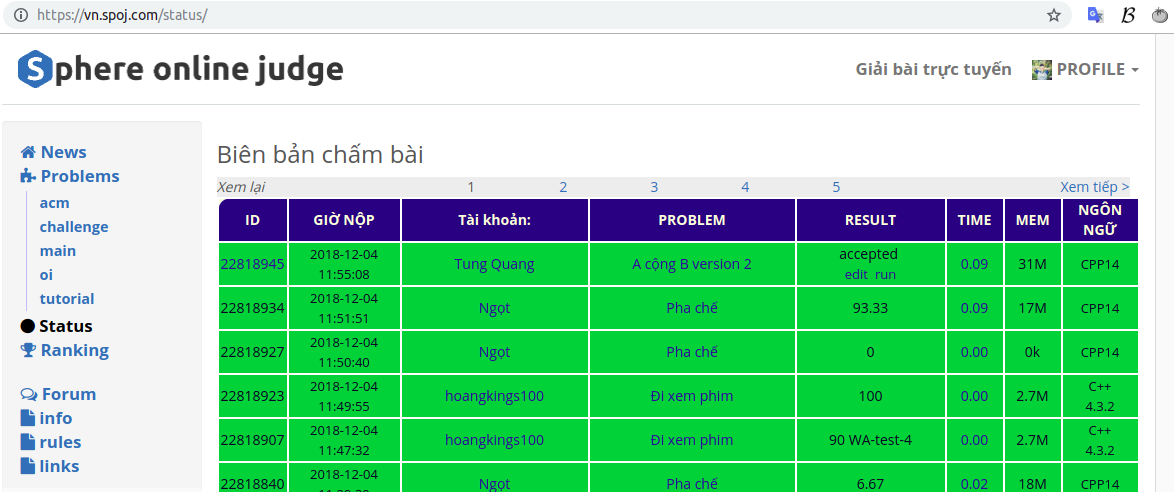 https://vn.spoj.com/status/
Sphere online judge
Giải bài trực tuyến PROFILE
News
Problems
acm
challenge
main
oi
tutorial
Status
Ranking
Forum
info
rules
links
Biên bản chấm bài
Xem lại 1 2 3 4 5 Xem tiếp >
ID GIỜ NỘP Tài khoản: PROBLEM RESULT TIME MEM NGÔN NGỮ
22818945 2018-12-04 11:55:08 Tung Quang A cộng B version 2 accepted edit run 0.09 31M CPP14
22818934 2018-12-04 11:51:51 Ngọt Pha chế 93.33 0.09 17M CPP14
22818927 2018-12-04 11:50:40 Ngọt Pha chế 0 0.00 0k CPP14
22818923 2018-12-04 11:49:55 hoangkings100 Đi xem phim 100 0.00 2.7M C++ 4.3.2
22818907 2018-12-04 11:47:32 hoangkings100 Đi xem phim 90 WA-test-4 0.00 2.7M C++ 4.3.2
22818840 2018-12-04 Ngọt Pha chế 6.67 0.02 18M CPP14